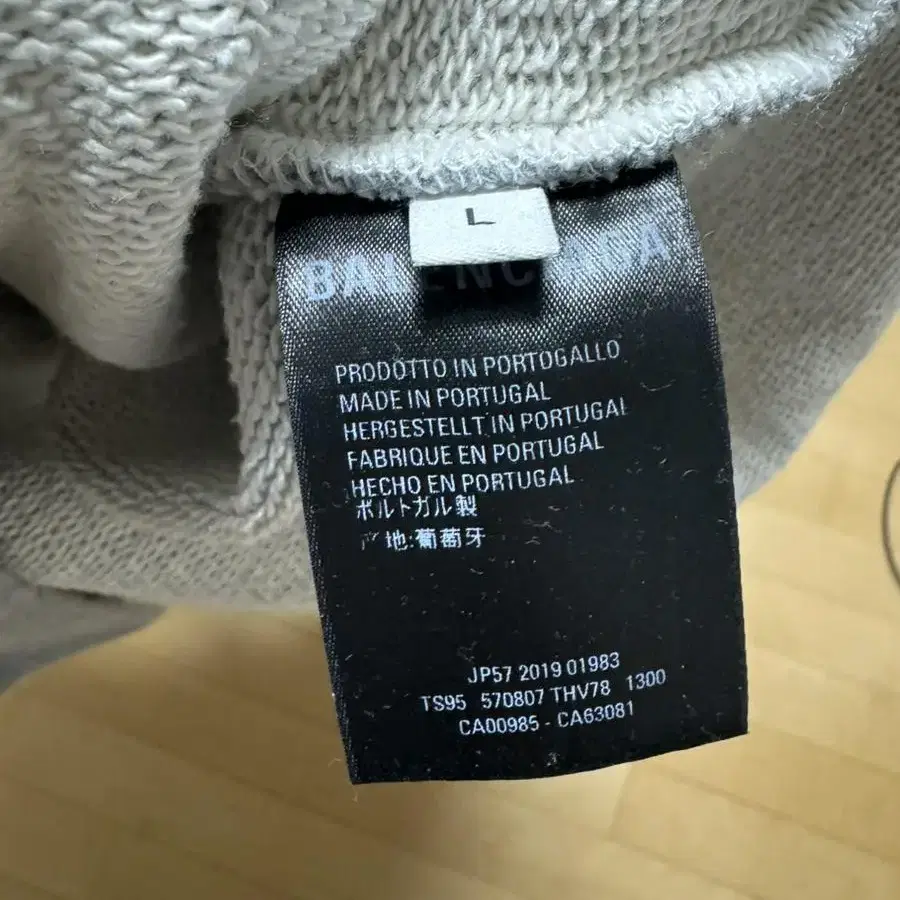 L
BALENCIAGA
PRODOTTO IN PORTOGALLO
MADE IN PORTUGAL
HERGESTELLT IN PORTUGAL
FABRIQUE EN PORTUGAL
HECHO EN PORTUGAL
ポルトガル製
产地:葡萄牙
JP57 2019 01983
TS95 570807 THV78 1300
CA00985 - CA63081